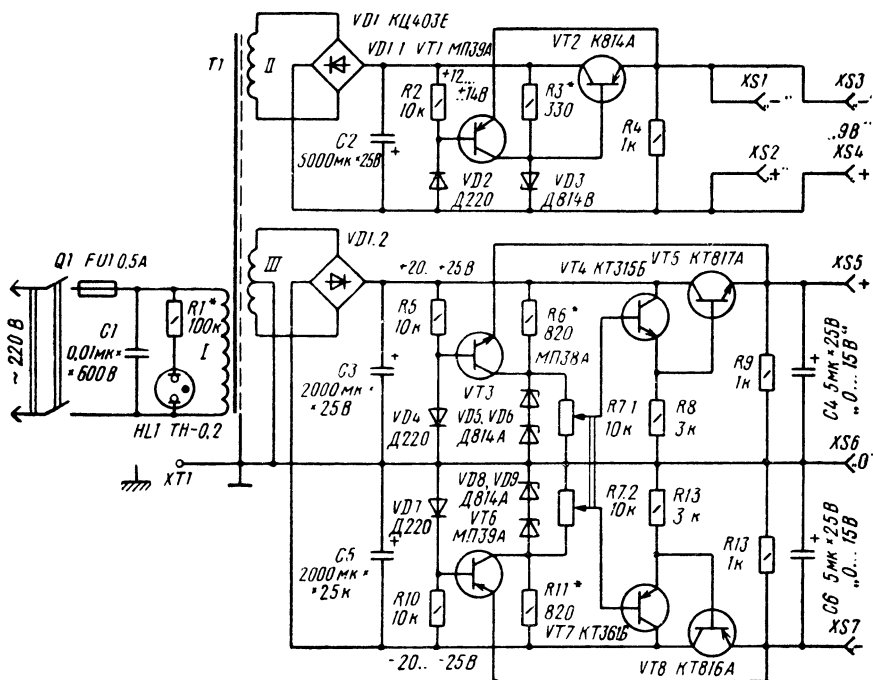 VD1 КЦ403Е
VD1.1 VT1 МП39А
VT2 К814А
T1
II
R2
10к
+12...
...14В
R3*
330
R4
1к
C2
5000мк×25В
+
VD2
Д220
VD3
Д814В
XS1
"—"
XS3
—"
„9В"
XS2
„+"
XS4
+
Q1 FU1 0,5А
~220В
C1
0,01мк×
×600В
R1*
100к
I
HL1 ТН-0,2
XT1
III
VD1.2
+20.. +25В
R5
10к
C3
2000мк×
×25В
+
VT3
VD4
Д220
VD5, VD6
Д814А
R6*
820
МП38А
VT4 КТ315Б
VT5 КТ817А
R7.1
10к
R8
3к
R9
1к
XS5
+
+
C4 5мк×25В
„0...15В"
XS6
„0"
VD7
Д220
VD8, VD9
Д814А
VT6
МП39А
R7.2
10к
R13
3к
R13
1к
C5
2000мк×
×25к
+
R10
10к
R11*
820
VT7 КТ361Б
VT8 КТ816А
+
C6 5мк×25В
„0...15В"
XS7
—
-20.. -25В